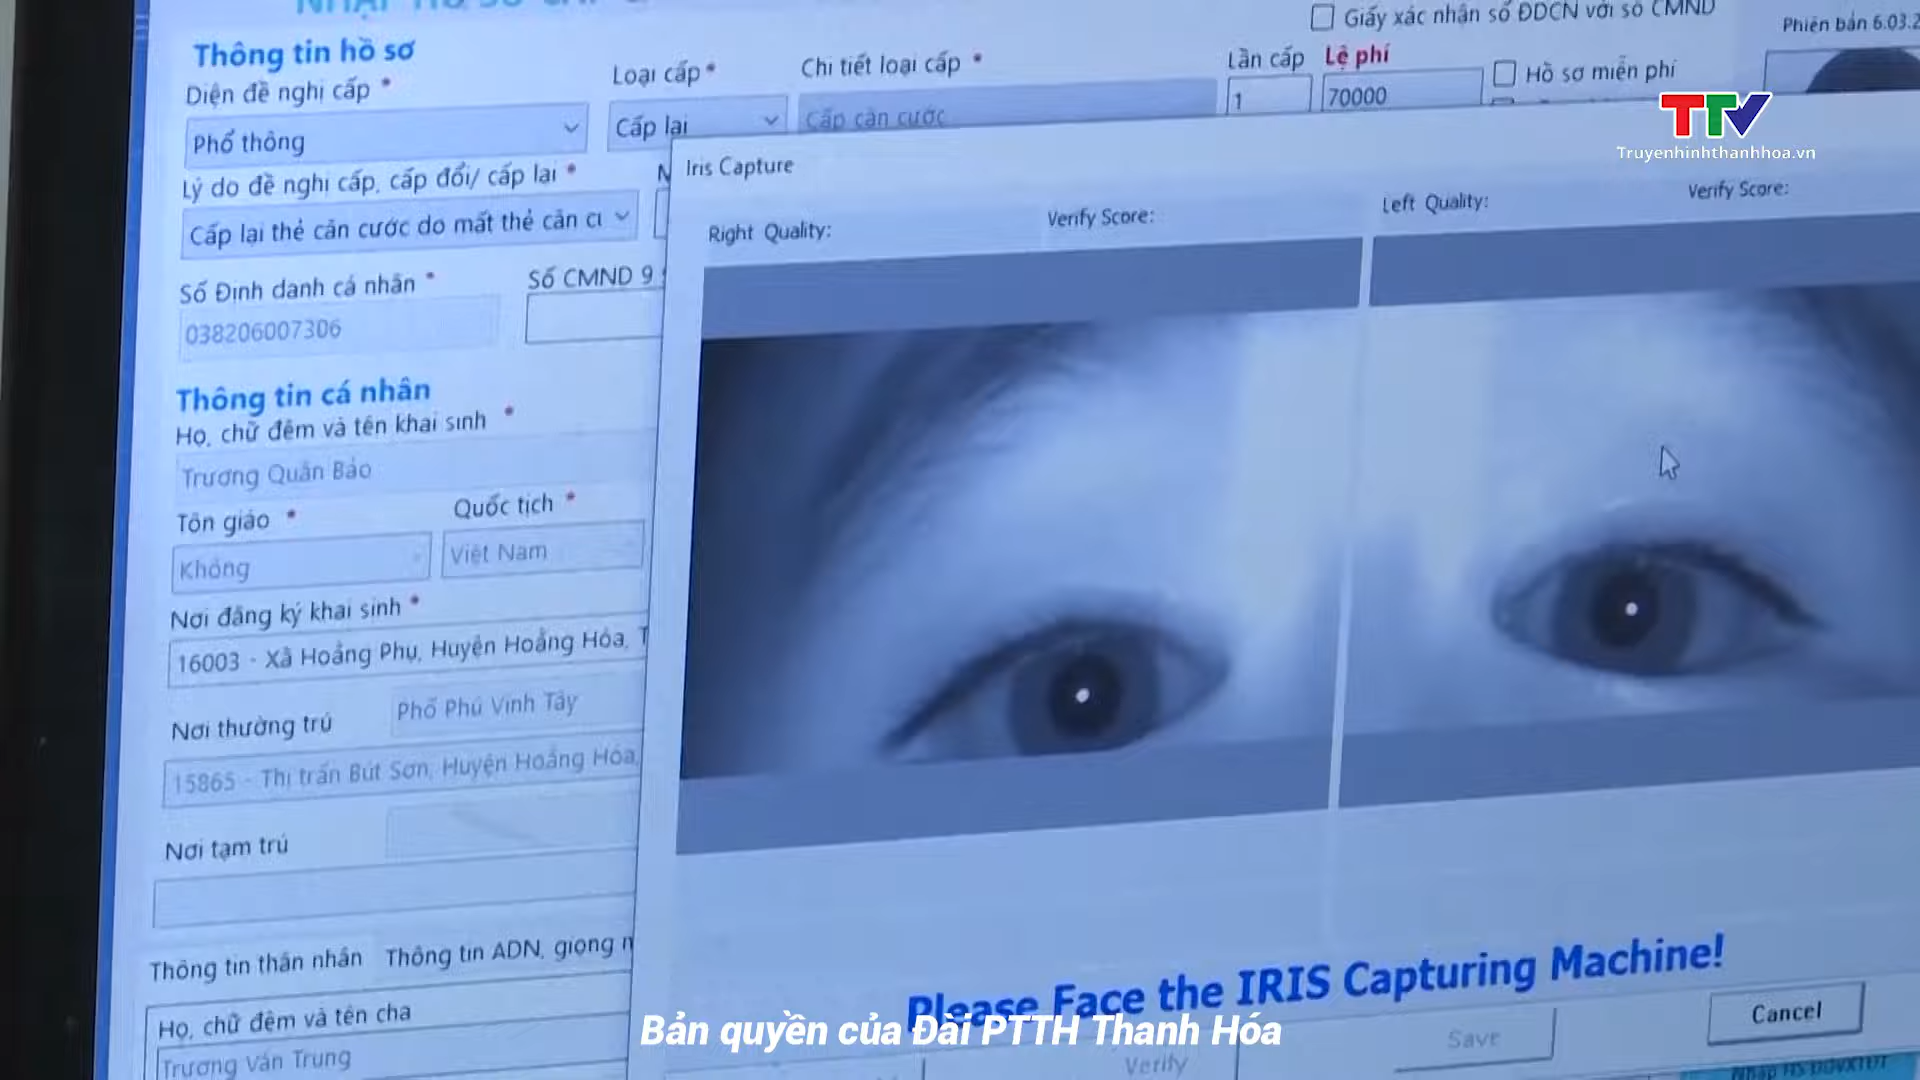 Giấy xác nhận số ĐDCN với số CMND
Phiên bản 6.03.2
Thông tin hồ sơ
Diện đề nghị cấp *
Loại cấp *
Chi tiết loại cấp *
Lần cấp
Lệ phí
Hồ sơ miễn phí
Phổ thông
Cấp lại
Cấp căn cước
1
70000
TTV
Truyenhinhthanhhoa.vn
Lý do đề nghị cấp, cấp đổi/ cấp lại *
Cấp lại thẻ căn cước do mất thẻ căn cư
Iris Capture
Right Quality:
Verify Score:
Left Quality:
Verify Score:
Số Định danh cá nhân *
Số CMND 9
038206007306
Thông tin cá nhân
Họ, chữ đệm và tên khai sinh *
Trương Quân Bảo
Tôn giáo *
Quốc tịch *
Không
Việt Nam
Nơi đăng ký khai sinh *
16003 - Xã Hoằng Phụ, Huyện Hoằng Hóa, T
Nơi thường trú
Phố Phú Vinh Tây
15865 - Thị trấn Bút Sơn, Huyện Hoằng Hóa,
Nơi tạm trú
Thông tin thân nhân
Thông tin ADN, giọng n
Họ, chữ đệm và tên cha
Trương Văn Trung
Please Face the IRIS Capturing Machine!
Bản quyền của Đài PTTH Thanh Hóa
Verify
Save
Cancel